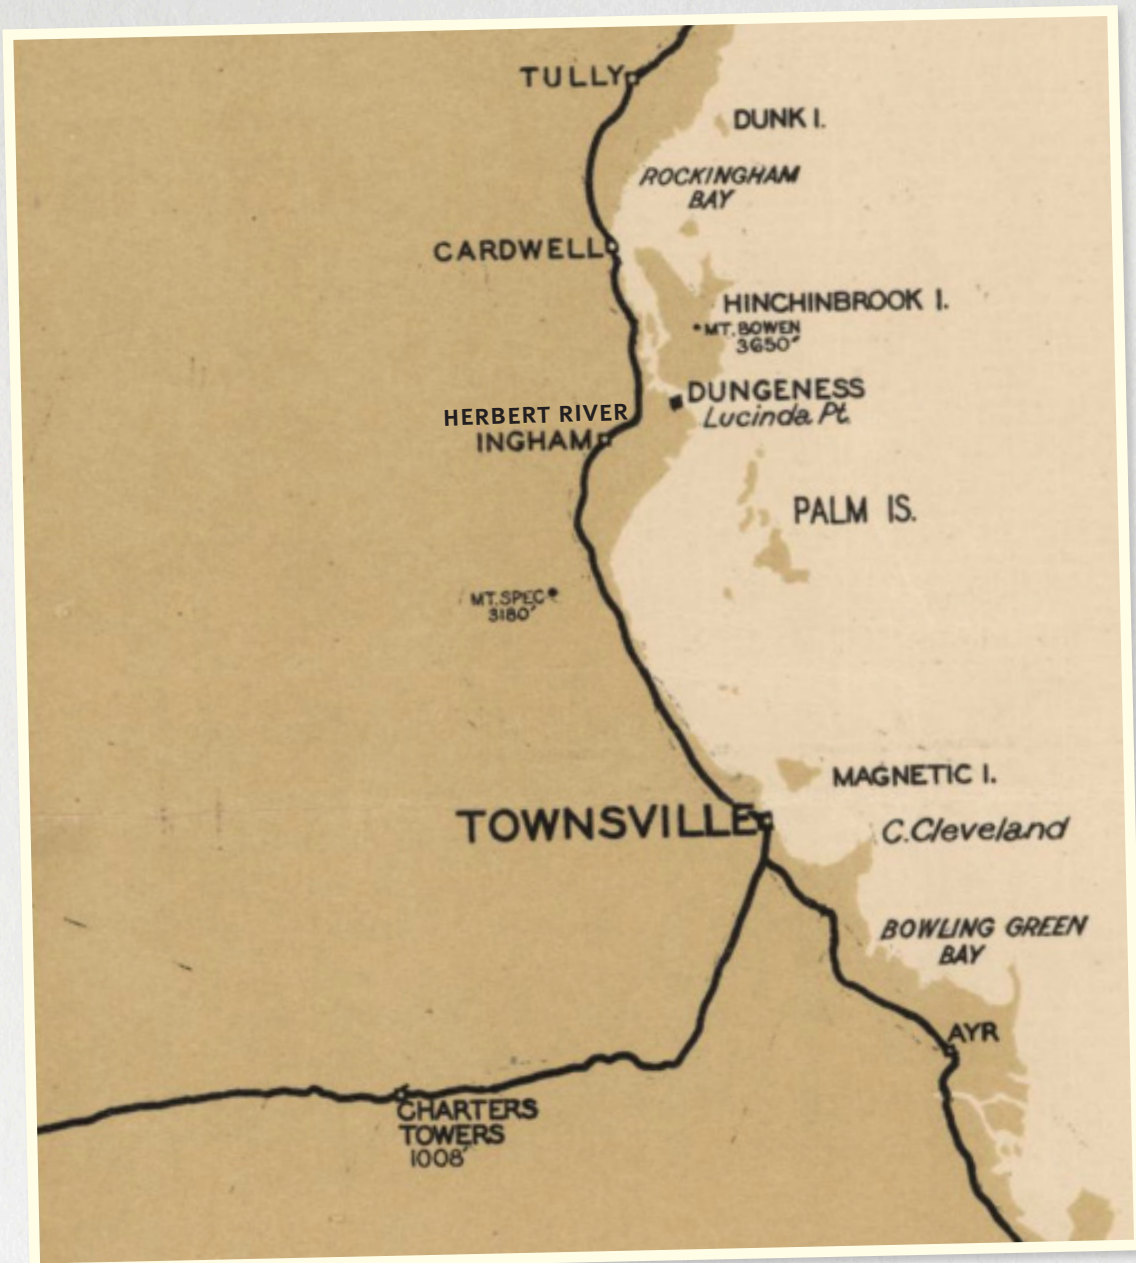 TULLY
DUNK I.
ROCKINGHAM
BAY
CARDWELL
HINCHINBROOK I.
MT. BOWEN
3650'
DUNGENESS
Lucinda Pt.
HERBERT RIVER
INGHAM
PALM IS.
MT. SPEC
3180'
MAGNETIC I.
TOWNSVILLE
C. Cleveland
BOWLING GREEN
BAY
AYR
CHARTERS
TOWERS
1008'